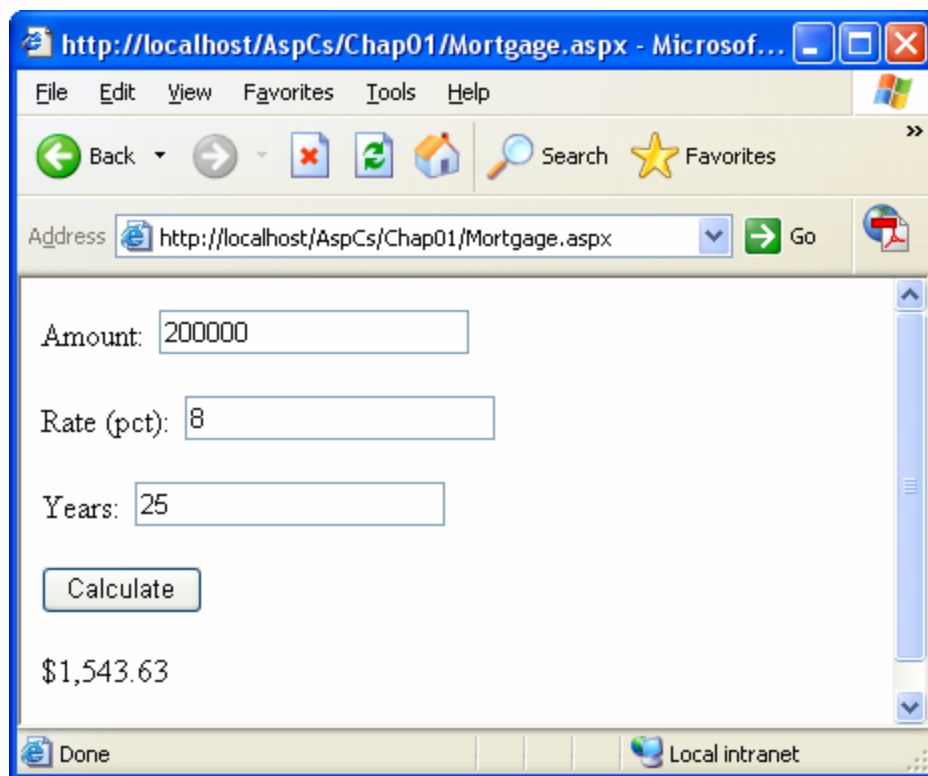 http://localhost/AspCs/Chap01/Mortgage.aspx - Microsof...
File Edit View Favorites Tools Help
Back Search Favorites »
Address http://localhost/AspCs/Chap01/Mortgage.aspx Go
Amount: 200000
Rate (pct): 8
Years: 25
Calculate
$1,543.63
Done Local intranet